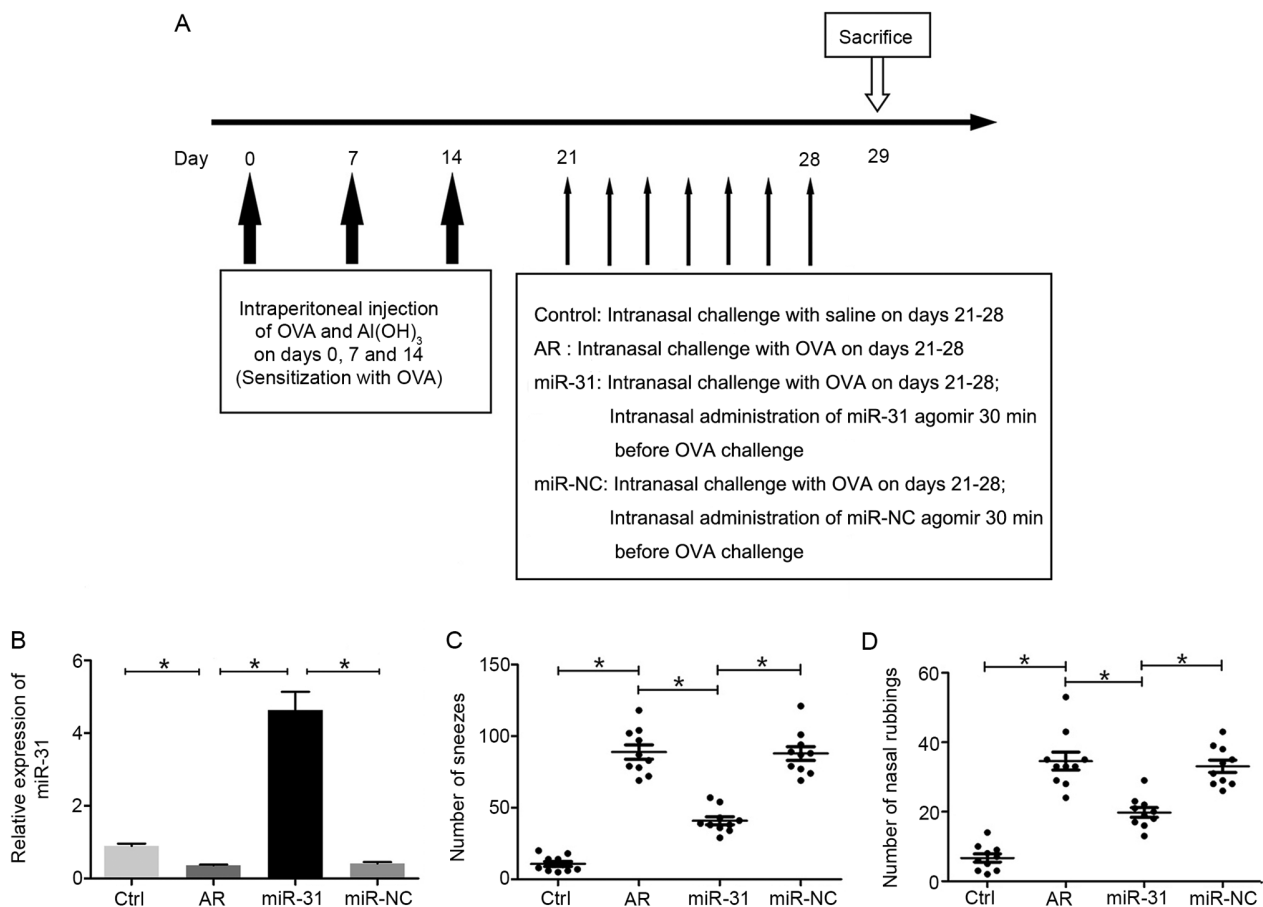 A
Sacrifice
Day 0 7 14 21 28 29
Intraperitoneal injection
of OVA and Al(OH)₃
on days 0, 7 and 14
(Sensitization with OVA)
Control: Intranasal challenge with saline on days 21-28
AR : Intranasal challenge with OVA on days 21-28
miR-31: Intranasal challenge with OVA on days 21-28;
Intranasal administration of miR-31 agomir 30 min
before OVA challenge
miR-NC: Intranasal challenge with OVA on days 21-28;
Intranasal administration of miR-NC agomir 30 min
before OVA challenge
B
Relative expression of
miR-31
6
4
2
0
* * *
Ctrl AR miR-31 miR-NC
C
Number of sneezes
150
100
50
0
* * *
Ctrl AR miR-31 miR-NC
D
Number of nasal rubbings
60
40
20
0
* * *
Ctrl AR miR-31 miR-NC